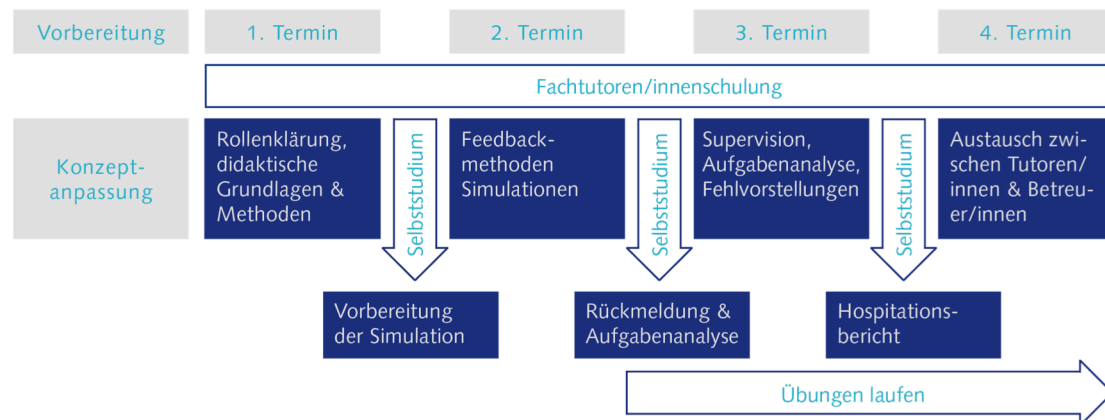 Vorbereitung
1. Termin
2. Termin
3. Termin
4. Termin
Fachtutoren/innenschulung
Konzept-
anpassung
Rollenklärung,
didaktische
Grundlagen &
Methoden
Selbststudium
Feedback-
methoden
Simulationen
Selbststudium
Supervision,
Aufgabenanalyse,
Fehlvorstellungen
Selbststudium
Austausch zwi-
schen Tutoren/
innen & Betreu-
er/innen
Vorbereitung
der Simulation
Rückmeldung &
Aufgabenanalyse
Hospitations-
bericht
Übungen laufen